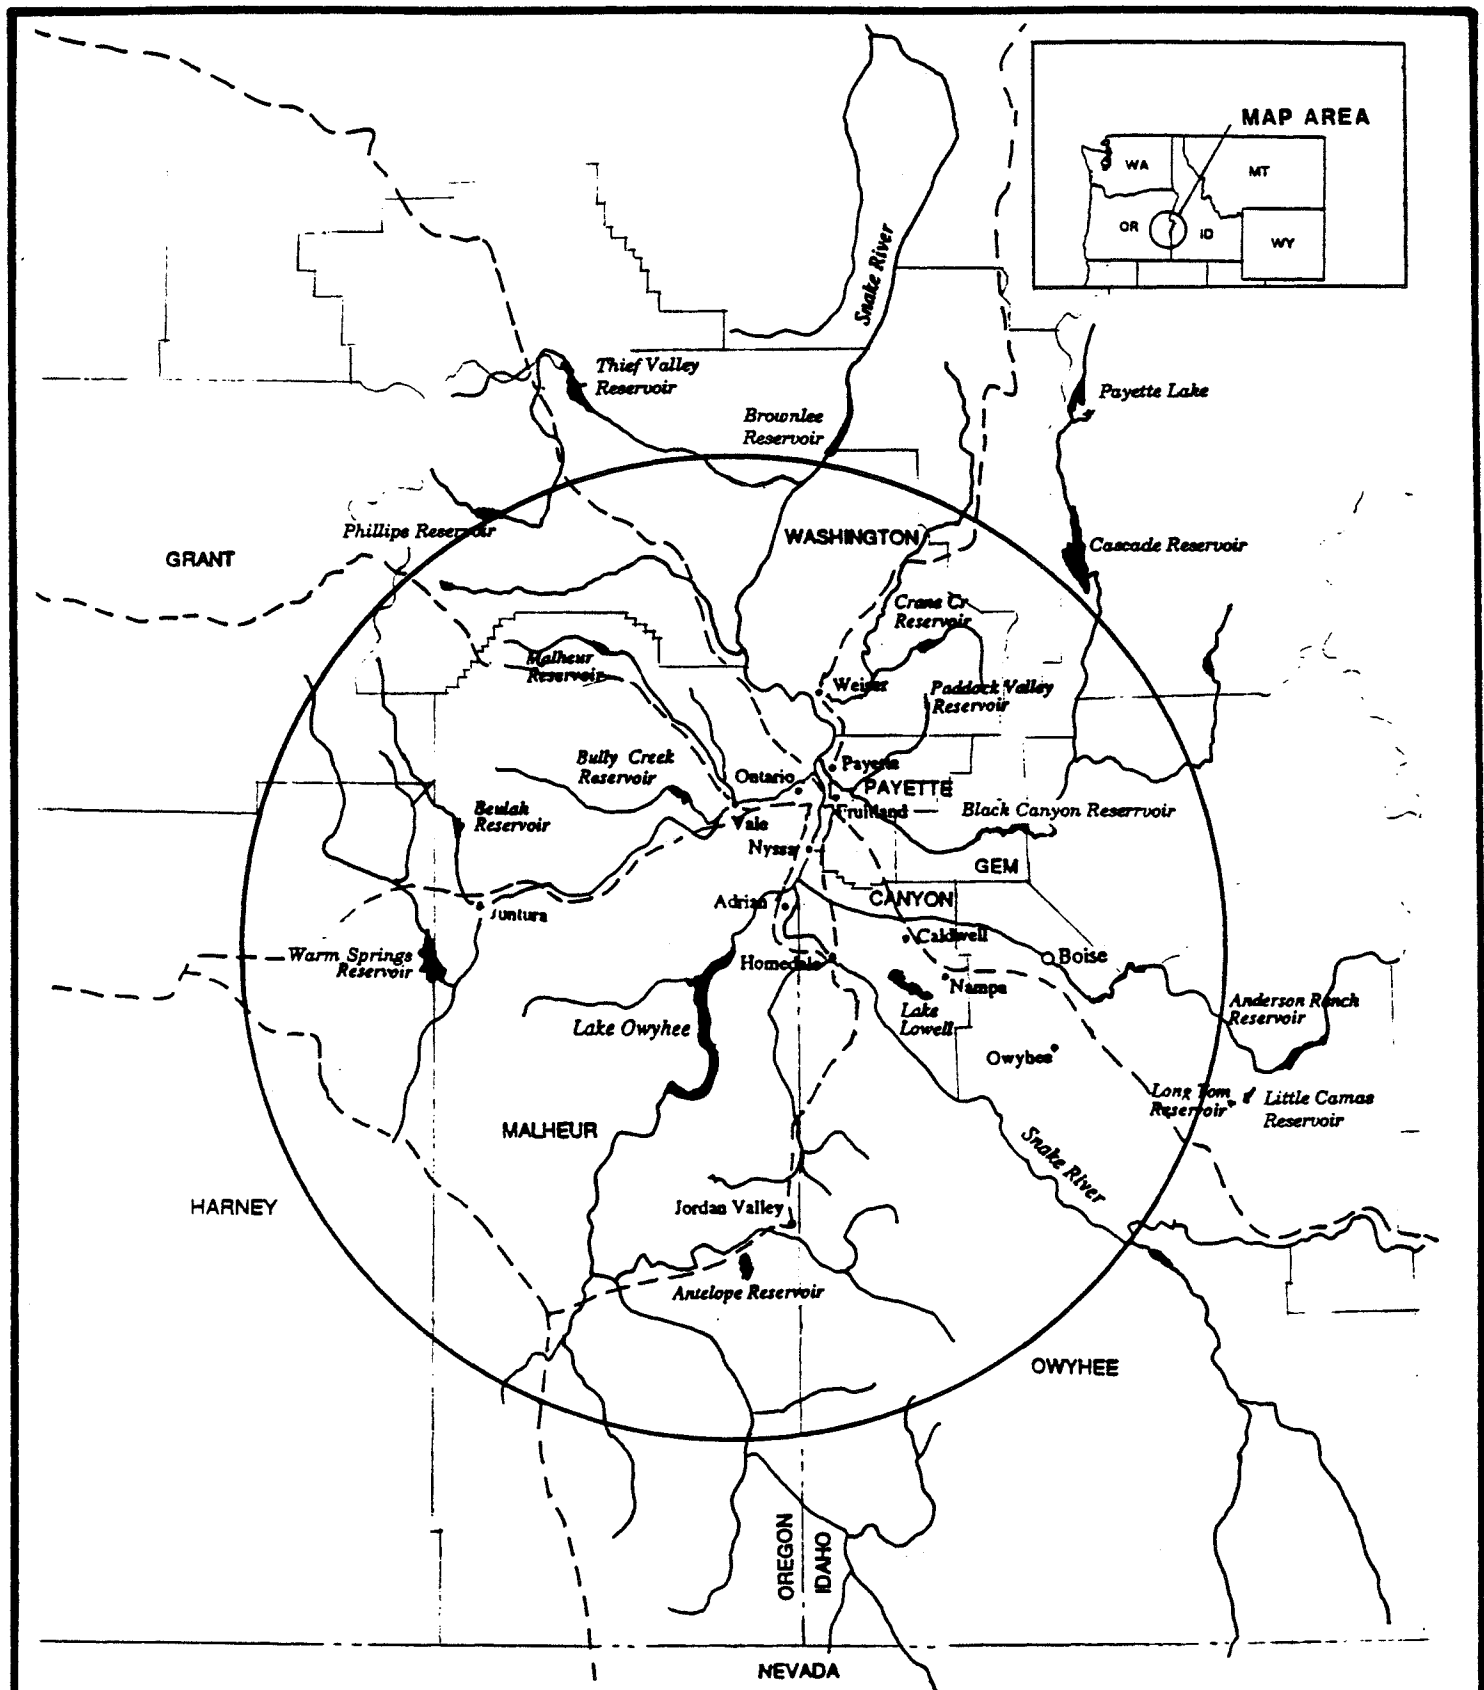 MAP AREA
WA
MT
OR
ID
WY
Snake River
Thief Valley
Reservoir
Payette Lake
Brownlee
Reservoir
Phillips Reservoir
WASHINGTON
Cascade Reservoir
GRANT
Crane Cr
Reservoir
Malheur
Reservoir
Weiser
Paddock Valley
Reservoir
Bully Creek
Reservoir
Ontario
Payette
PAYETTE
Fruitland
Black Canyon Reserrvoir
Beulah
Reservoir
Vale
Nyssa
GEM
Adrian
CANYON
Juntura
Caldwell
Warm Springs
Reservoir
Homedale
Boise
Nampa
Lake
Lowell
Anderson Ranch
Reservoir
Lake Owyhee
Owyhee
Long Tom
Reservoir
Little Camas
Reservoir
MALHEUR
Snake River
HARNEY
Jordan Valley
Antelope Reservoir
OWYHEE
OREGON
IDAHO
NEVADA